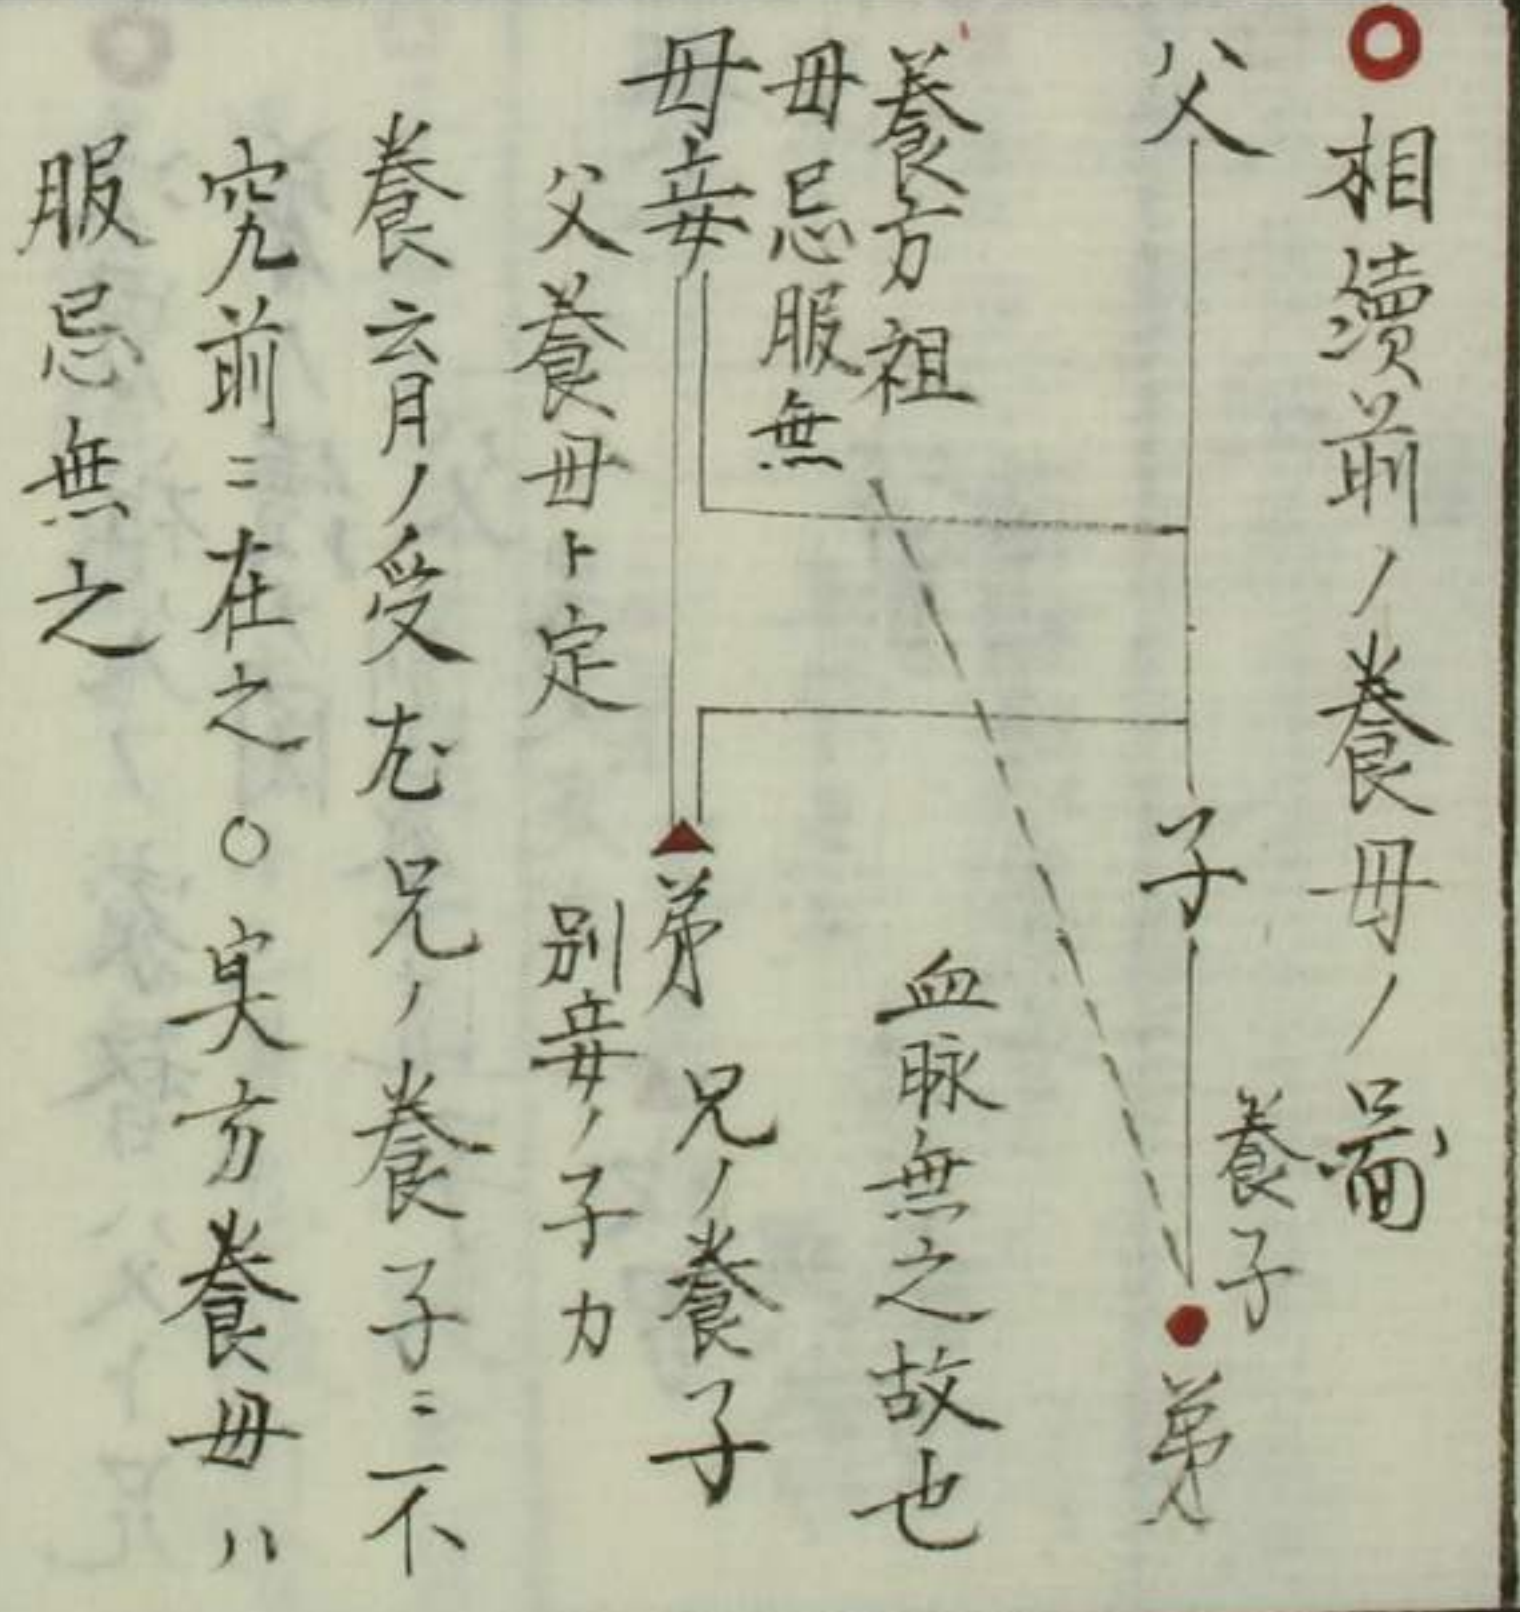 相續前ノ養母ノ圖
父
子
養子
弟
養方祖
母忌服無
血脉無之故也
母妾
弟
兄ノ養子
父養母ト定
別妾ノ子カ
養云月ノ受 兄ノ養子ニ不
究前ニ在之○実方養母ハ
服忌無之